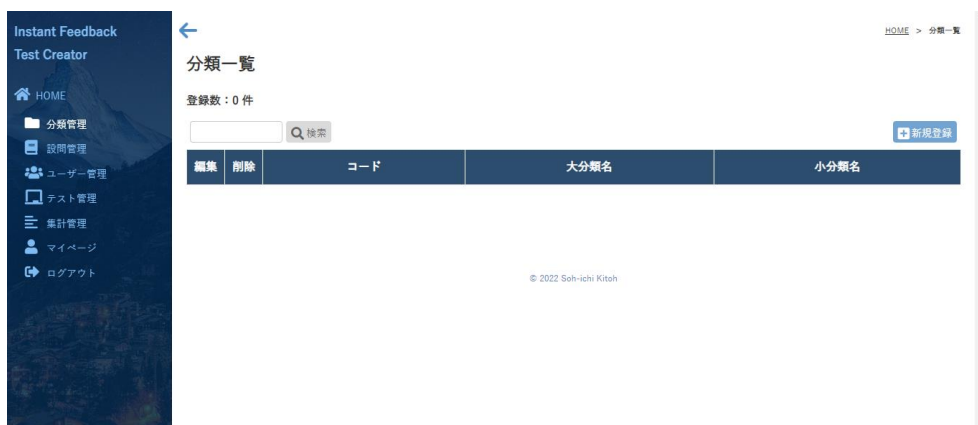 Instant Feedback
Test Creator
HOME
分類管理
設問管理
ユーザー管理
テスト管理
集計管理
マイページ
ログアウト
HOME > 分類一覧
分類一覧
登録数：0 件
検索
新規登録
編集 削除 コード 大分類名 小分類名
© 2022 Soh-ichi Kitoh